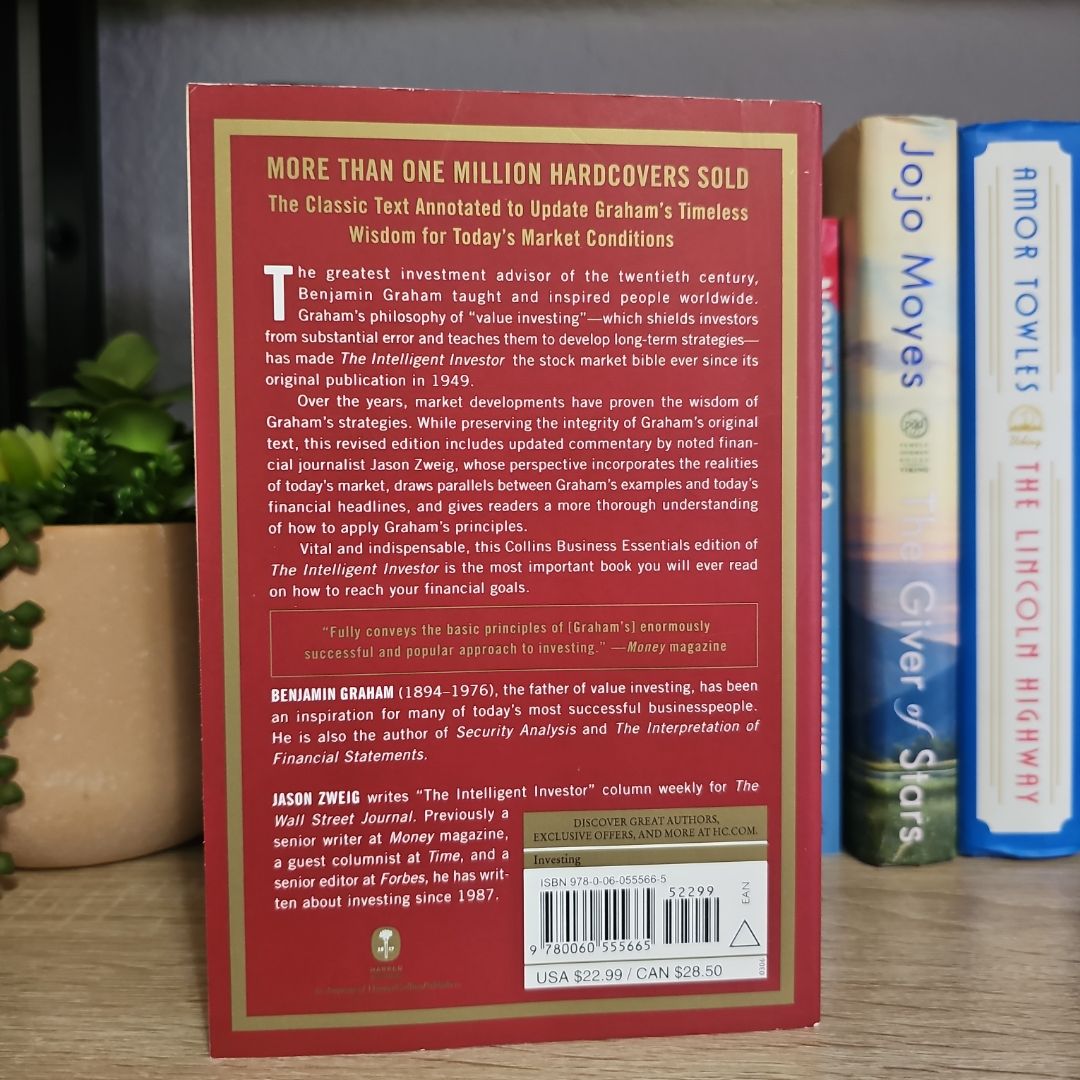 MORE THAN ONE MILLION HARDCOVERS SOLD
The Classic Text Annotated to Update Graham's Timeless
Wisdom for Today's Market Conditions
The greatest investment advisor of the twentieth century,
Benjamin Graham taught and inspired people worldwide.
Graham's philosophy of "value investing"—which shields investors
from substantial error and teaches them to develop long-term strategies—
has made The Intelligent Investor the stock market bible ever since its
original publication in 1949.
Over the years, market developments have proven the wisdom of
Graham's strategies. While preserving the integrity of Graham's original
text, this revised edition includes updated commentary by noted finan-
cial journalist Jason Zweig, whose perspective incorporates the realities
of today's market, draws parallels between Graham's examples and today's
financial headlines, and gives readers a more thorough understanding
of how to apply Graham's principles.
Vital and indispensable, this Collins Business Essentials edition of
The Intelligent Investor is the most important book you will ever read
on how to reach your financial goals.
"Fully conveys the basic principles of [Graham's] enormously
successful and popular approach to investing." —Money magazine
BENJAMIN GRAHAM (1894–1976), the father of value investing, has been
an inspiration for many of today's most successful businesspeople.
He is also the author of Security Analysis and The Interpretation of
Financial Statements.
JASON ZWEIG writes "The Intelligent Investor" column weekly for The
Wall Street Journal. Previously a
senior writer at Money magazine,
a guest columnist at Time, and a
senior editor at Forbes, he has writ-
ten about investing since 1987.
HARPER
An Imprint of HarperCollinsPublishers
DISCOVER GREAT AUTHORS,
EXCLUSIVE OFFERS, AND MORE AT HC.COM.
Investing
ISBN 978-0-06-055566-5
52299
EAN
9 780060 555665
USA $22.99 / CAN $28.50
0304
Jojo Moyes
The Giver of Stars
AMOR TOWLES
Viking
THE LINCOLN HIGHWAY